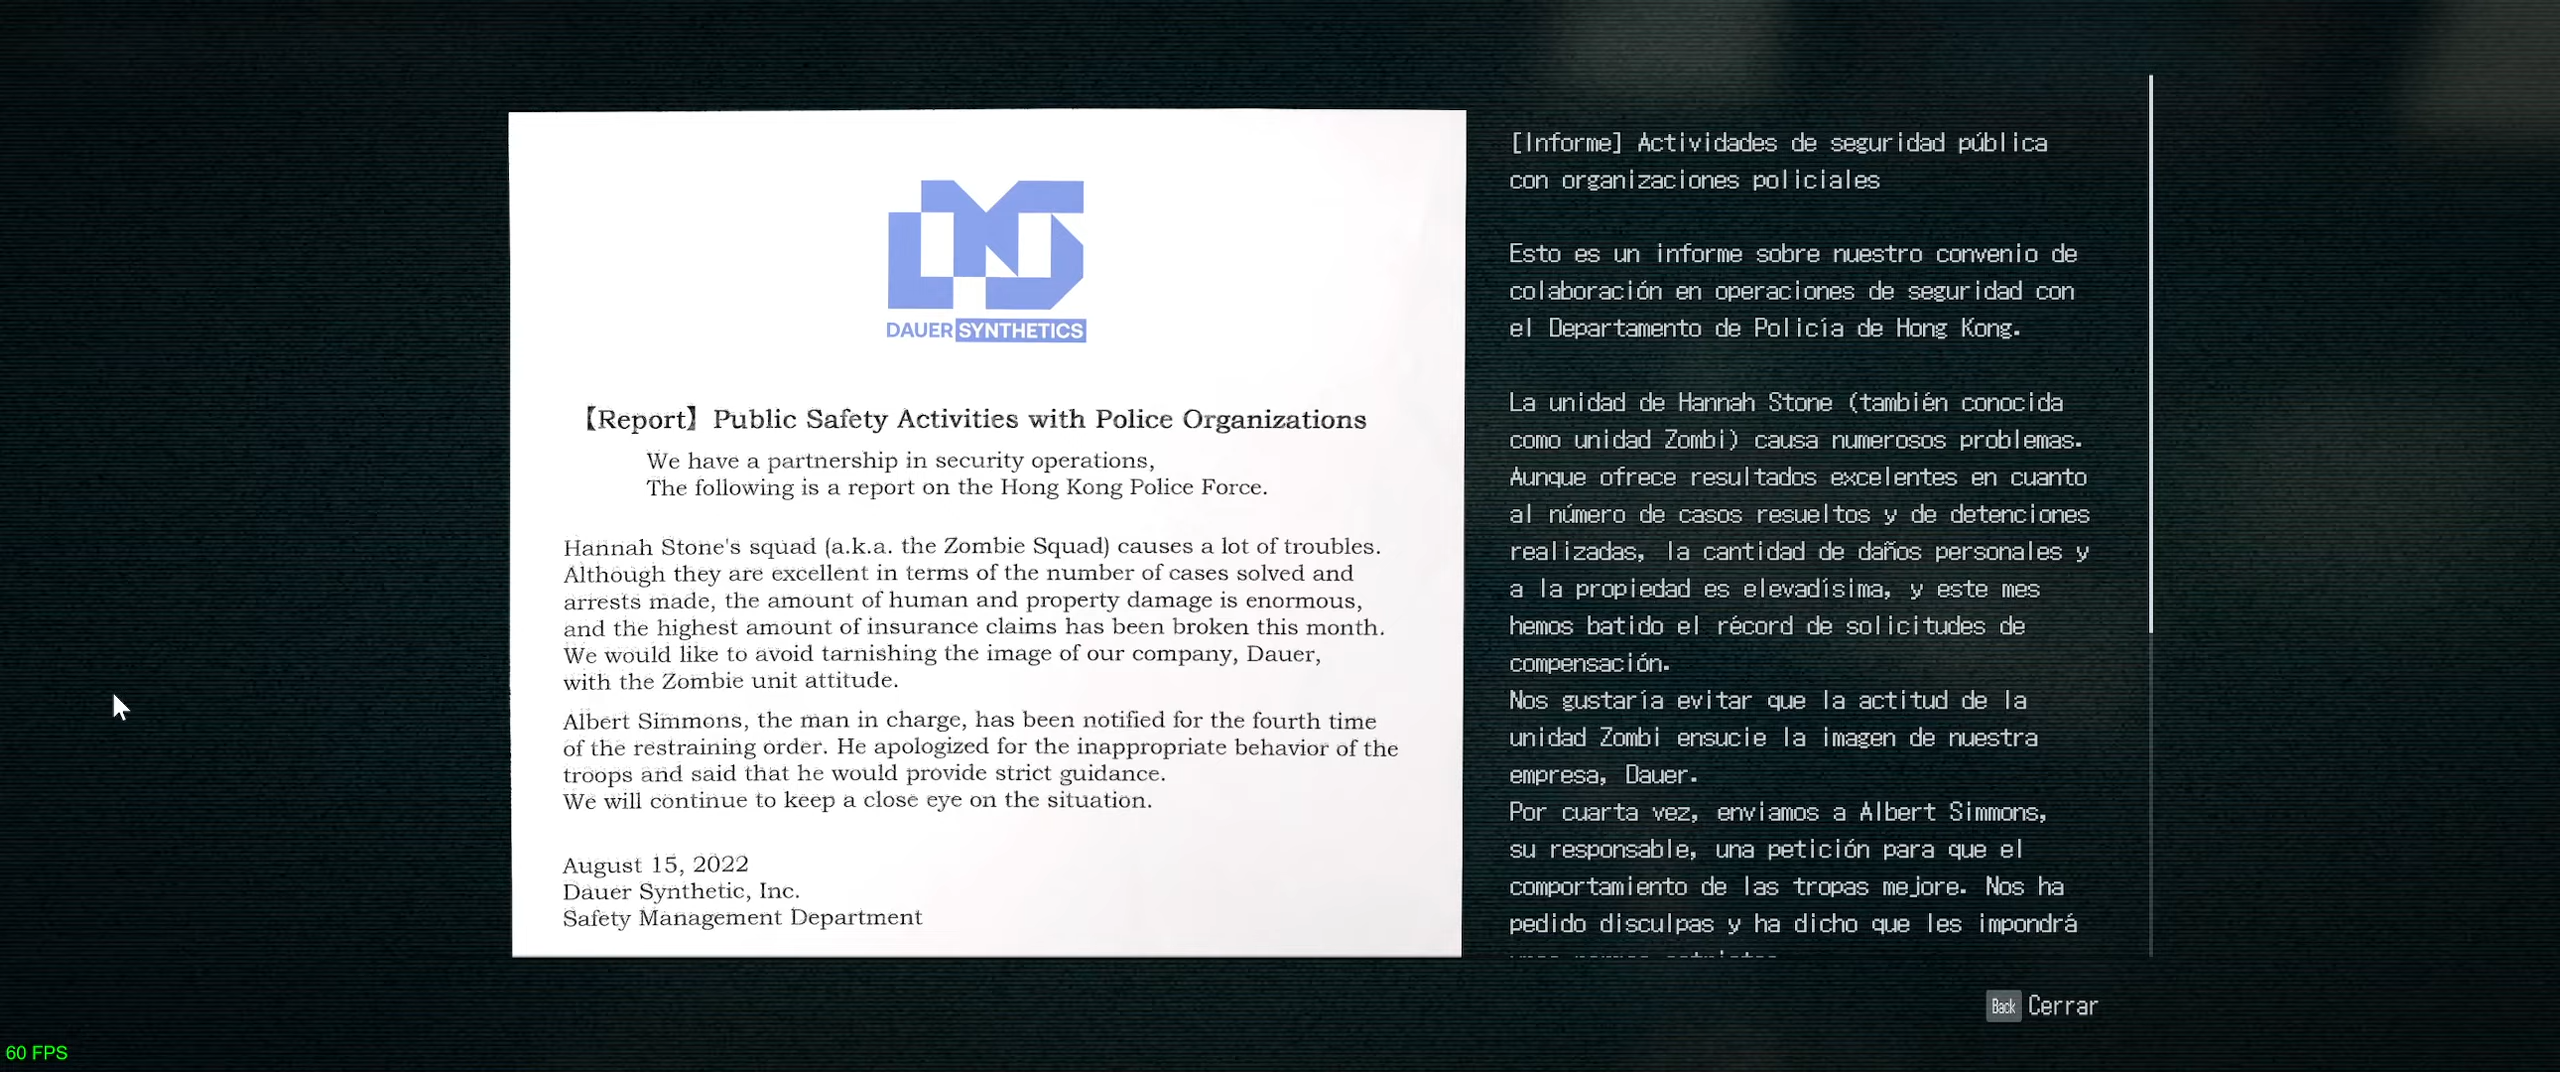 DAUER SYNTHETICS
【Report】 Public Safety Activities with Police Organizations
We have a partnership in security operations,
The following is a report on the Hong Kong Police Force.
Hannah Stone's squad (a.k.a. the Zombie Squad) causes a lot of troubles.
Although they are excellent in terms of the number of cases solved and
arrests made, the amount of human and property damage is enormous,
and the highest amount of insurance claims has been broken this month.
We would like to avoid tarnishing the image of our company, Dauer,
with the Zombie unit attitude.
Albert Simmons, the man in charge, has been notified for the fourth time
of the restraining order. He apologized for the inappropriate behavior of the
troops and said that he would provide strict guidance.
We will continue to keep a close eye on the situation.
August 15, 2022
Dauer Synthetic, Inc.
Safety Management Department
[Informe] Actividades de seguridad pública
con organizaciones policiales
Esto es un informe sobre nuestro convenio de
colaboración en operaciones de seguridad con
el Departamento de Policía de Hong Kong.
La unidad de Hannah Stone (también conocida
como unidad Zombi) causa numerosos problemas.
Aunque ofrece resultados excelentes en cuanto
al número de casos resueltos y de detenciones
realizadas, la cantidad de daños personales y
a la propiedad es elevadísima, y este mes
hemos batido el récord de solicitudes de
compensación.
Nos gustaría evitar que la actitud de la
unidad Zombi ensucie la imagen de nuestra
empresa, Dauer.
Por cuarta vez, enviamos a Albert Simmons,
su responsable, una petición para que el
comportamiento de las tropas mejore. Nos ha
pedido disculpas y ha dicho que les impondrá
Back Cerrar
60 FPS